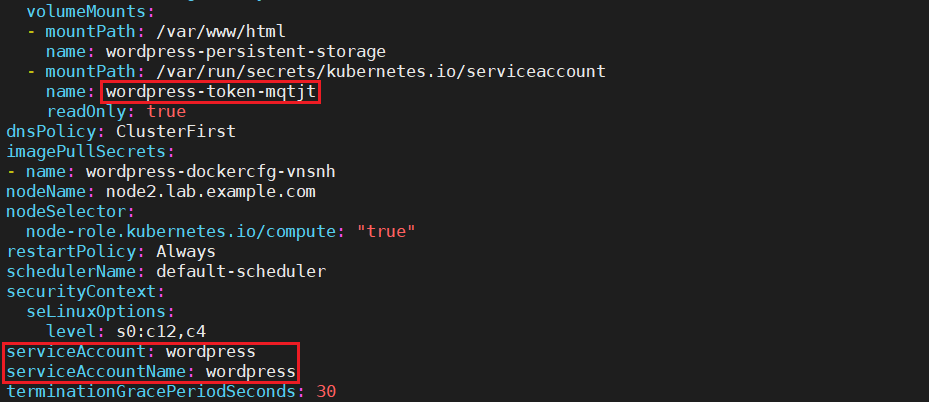 volumeMounts:
- mountPath: /var/www/html
name: wordpress-persistent-storage
- mountPath: /var/run/secrets/kubernetes.io/serviceaccount
name: wordpress-token-mqtjt
readOnly: true
dnsPolicy: ClusterFirst
imagePullSecrets:
- name: wordpress-dockercfg-vnsnh
nodeName: node2.lab.example.com
nodeSelector:
node-role.kubernetes.io/compute: "true"
restartPolicy: Always
schedulerName: default-scheduler
securityContext:
seLinuxOptions:
level: s0:c12,c4
serviceAccount: wordpress
serviceAccountName: wordpress
terminationGracePeriodSeconds: 30